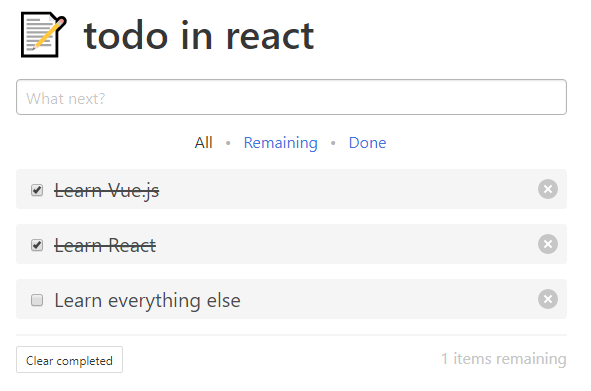 todo in react
What next?
All • Remaining • Done
Learn Vue.js
Learn React
Learn everything else
Clear completed 1 items remaining